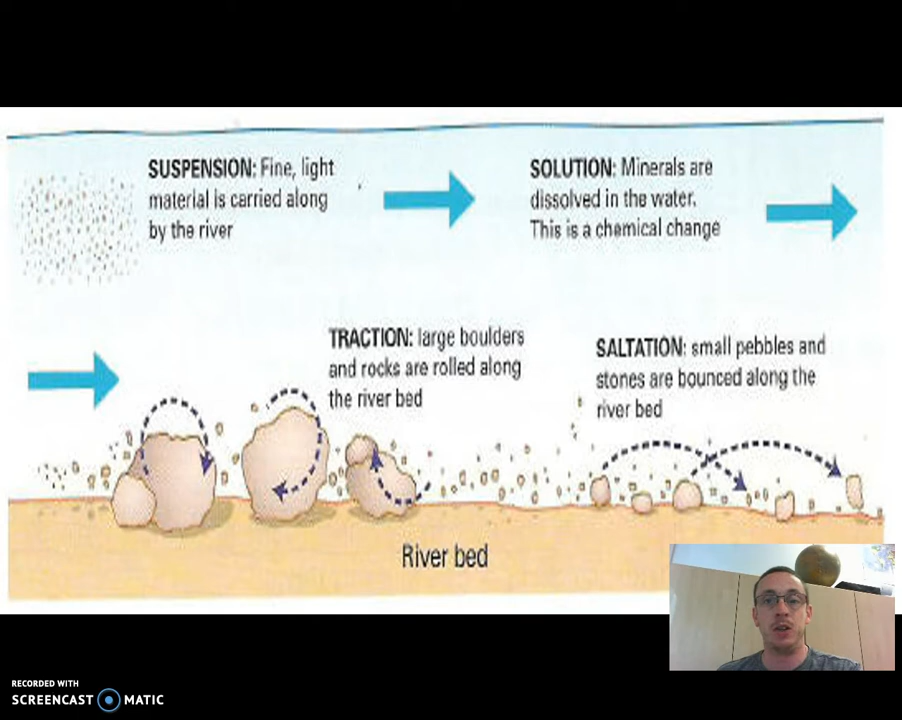 SUSPENSION: Fine, light
material is carried along
by the river
SOLUTION: Minerals are
dissolved in the water.
This is a chemical change
TRACTION: large boulders
and rocks are rolled along
the river bed
SALTATION: small pebbles and
stones are bounced along the
river bed
River bed
RECORDED WITH
SCREENCAST MATIC